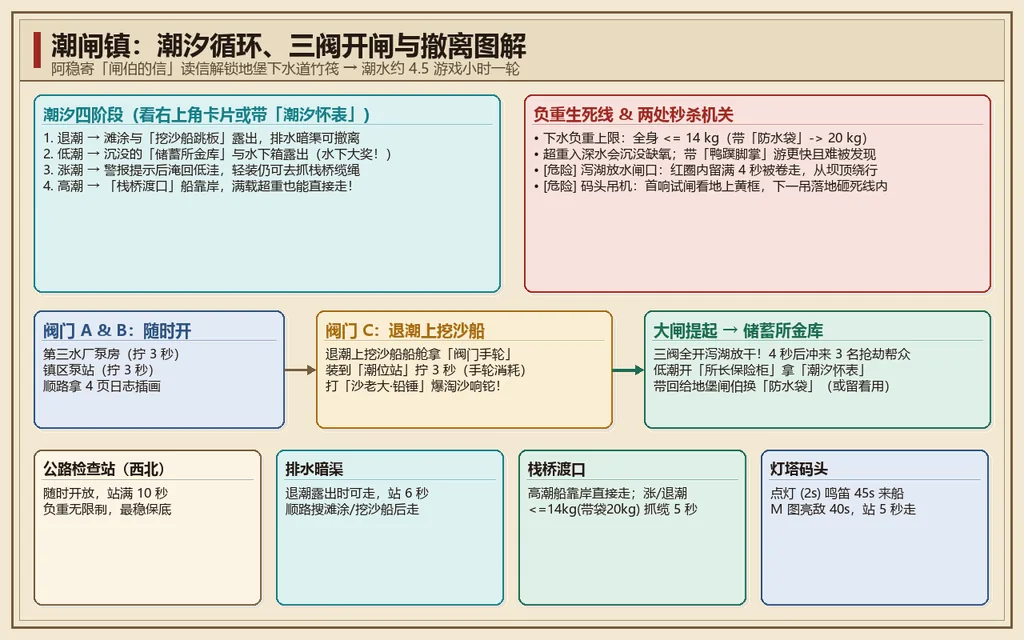 潮闸镇：潮汐循环、三阀开闸与撤离图解
阿稳寄「闸伯的信」读信解锁地堡下水道竹筏 → 潮水约 4.5 游戏小时一轮
潮汐四阶段（看右上角卡片或带「潮汐怀表」）
1. 退潮 → 滩涂与「挖沙船跳板」露出，排水暗渠可撤离
2. 低潮 → 沉没的「储蓄所金库」与水下箱露出（水下大奖！）
3. 涨潮 → 警报提示后淹回低洼，轻装仍可去抓栈桥缆绳
4. 高潮 → 「栈桥渡口」船靠岸，满载超重也能直接走！
负重生死线 & 两处秒杀机关
• 下水负重上限：全身 <= 14 kg（带「防水袋」-> 20 kg）
• 超重入深水会沉没缺氧；带「鸭蹼脚掌」游更快且难被发现
• [危险] 泻湖放水闸口：红圈内留满 4 秒被卷走，从坝顶绕行
• [危险] 码头吊机：首响试闸看地上黄框，下一吊落地砸死线内
阀门 A & B：随时开
第三水厂泵房（拧 3 秒）
镇区泵站（拧 3 秒）
顺路拿 4 页日志插画
阀门 C：退潮上挖沙船
退潮上挖沙船船舱拿「阀门手轮」
装到「潮位站」拧 3 秒（手轮消耗）
打「沙老大·铅锤」爆淘沙响铊！
大闸提起 → 储蓄所金库
三阀全开泻湖放干！4 秒后冲来 3 名抢劫帮众
低潮开「所长保险柜」拿「潮汐怀表」
带回给地堡闸伯换「防水袋」（或留着用）
公路检查站（西北）
随时开放，站满 10 秒
负重无限制，最稳保底
排水暗渠
退潮露出时可走，站 6 秒
顺路搜滩涂/挖沙船后走
栈桥渡口
高潮船靠岸直接走；涨/退潮
<=14kg(带袋20kg) 抓缆 5 秒
灯塔码头
点灯 (2s) 鸣笛 45s 来船
M 图亮敌 40s，站 5 秒走